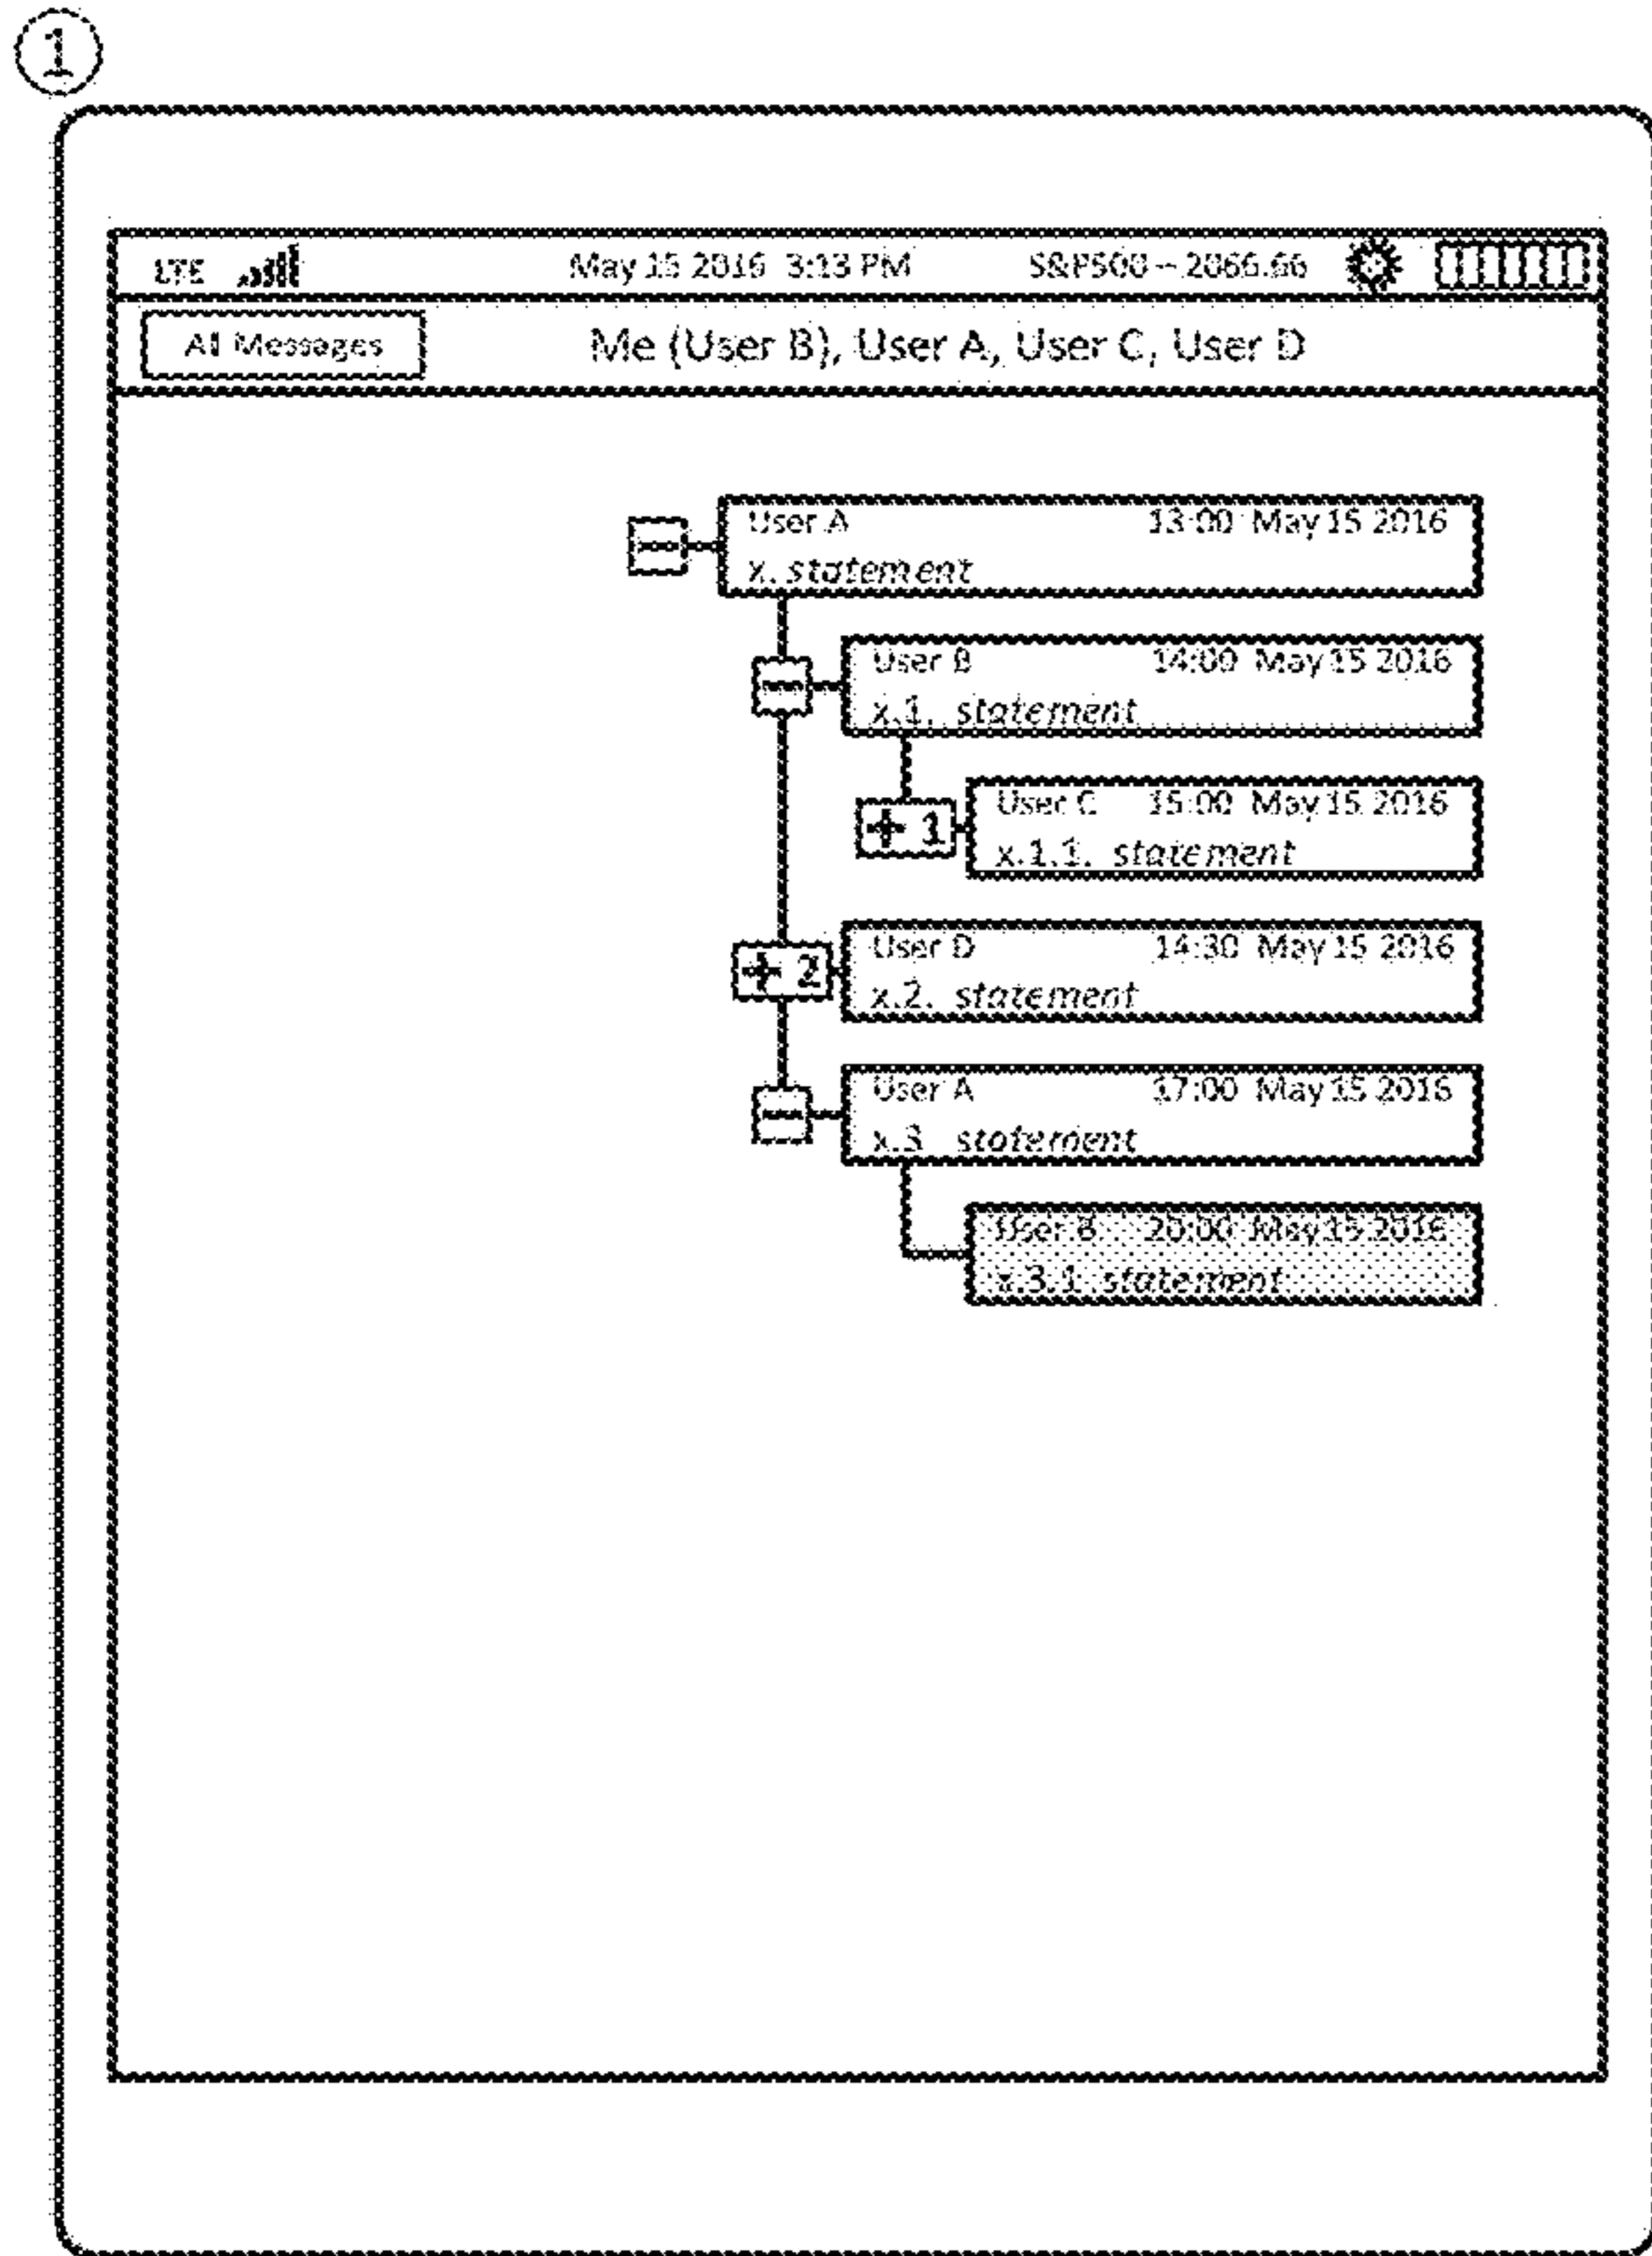 1
LTE May 15 2016 3:13 PM S&P500 – 2066.66
All Messages Me (User B), User A, User C, User D
User A 13:00 May 15 2016
x. statement
User B 14:00 May 15 2016
x.1. statement
+ 1 User C 15:00 May 15 2016
x.1.1. statement
+ 2 User D 14:30 May 15 2016
x.2. statement
User A 17:00 May 15 2016
x.3 statement
User B 20:00 May 15 2016
x.3.1 statement